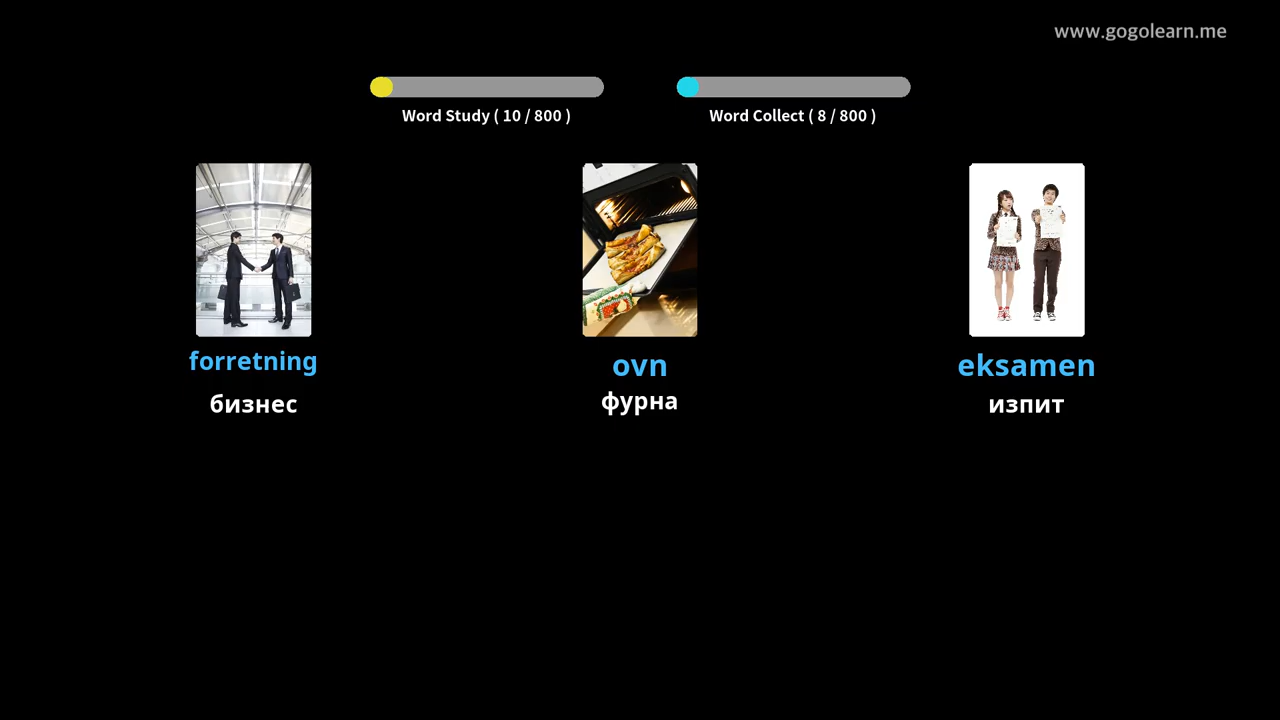 www.gogolearn.me
Word Study ( 10 / 800 )
Word Collect ( 8 / 800 )
forretning
ovn
eksamen
бизнес
фурна
изпит